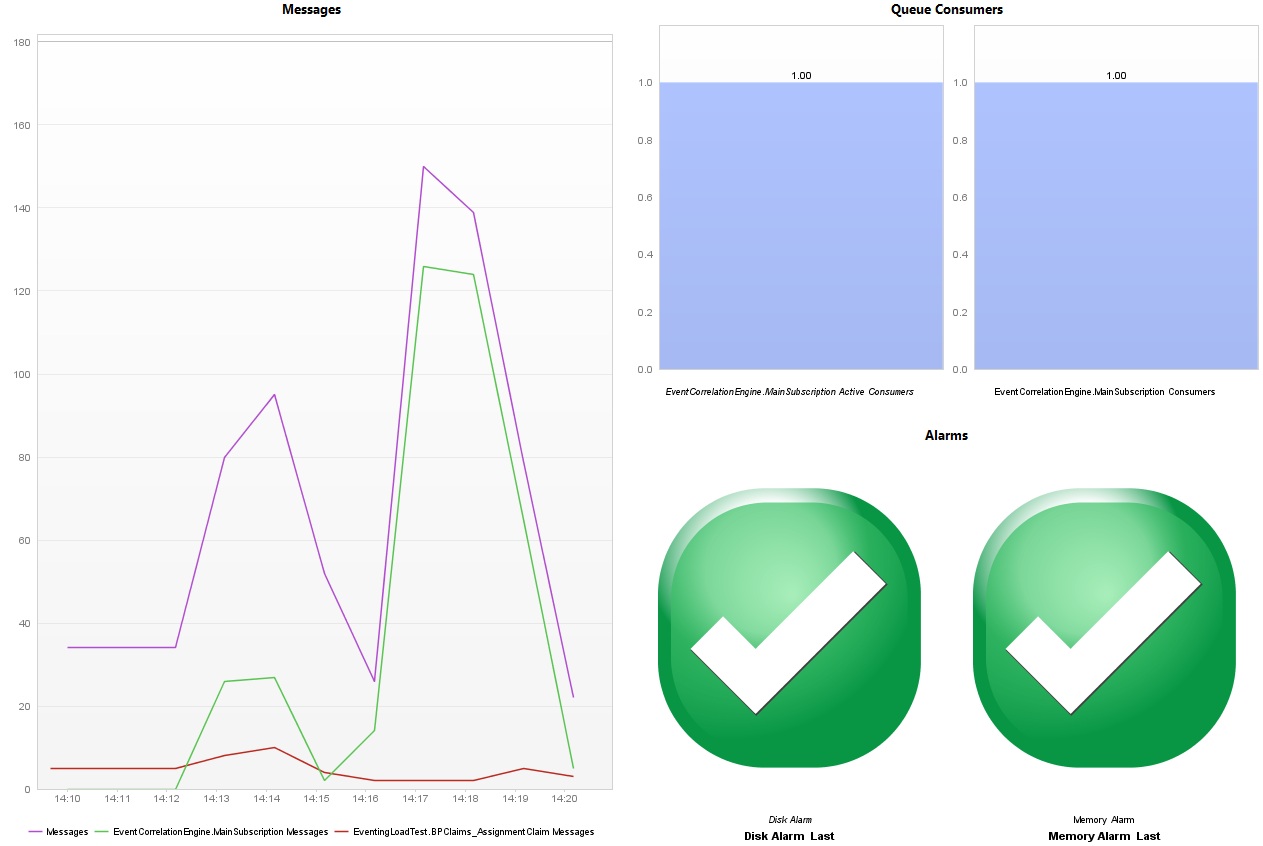 Messages
180
160
140
120
100
80
60
40
20
0
14:10 14:11 14:12 14:13 14:14 14:15 14:16 14:17 14:18 14:19 14:20
Messages EventCorrelationEngine.MainSubscription Messages EventingLoadTest.BPClaims_AssignmentClaim Messages
Queue Consumers
1.00
1.0
0.8
0.6
0.4
0.2
0.0
EventCorrelationEngine.MainSubscription Active Consumers
1.00
1.0
0.8
0.6
0.4
0.2
0.0
EventCorrelationEngine.MainSubscription Consumers
Alarms
Disk Alarm
Disk Alarm Last
Memory Alarm
Memory Alarm Last